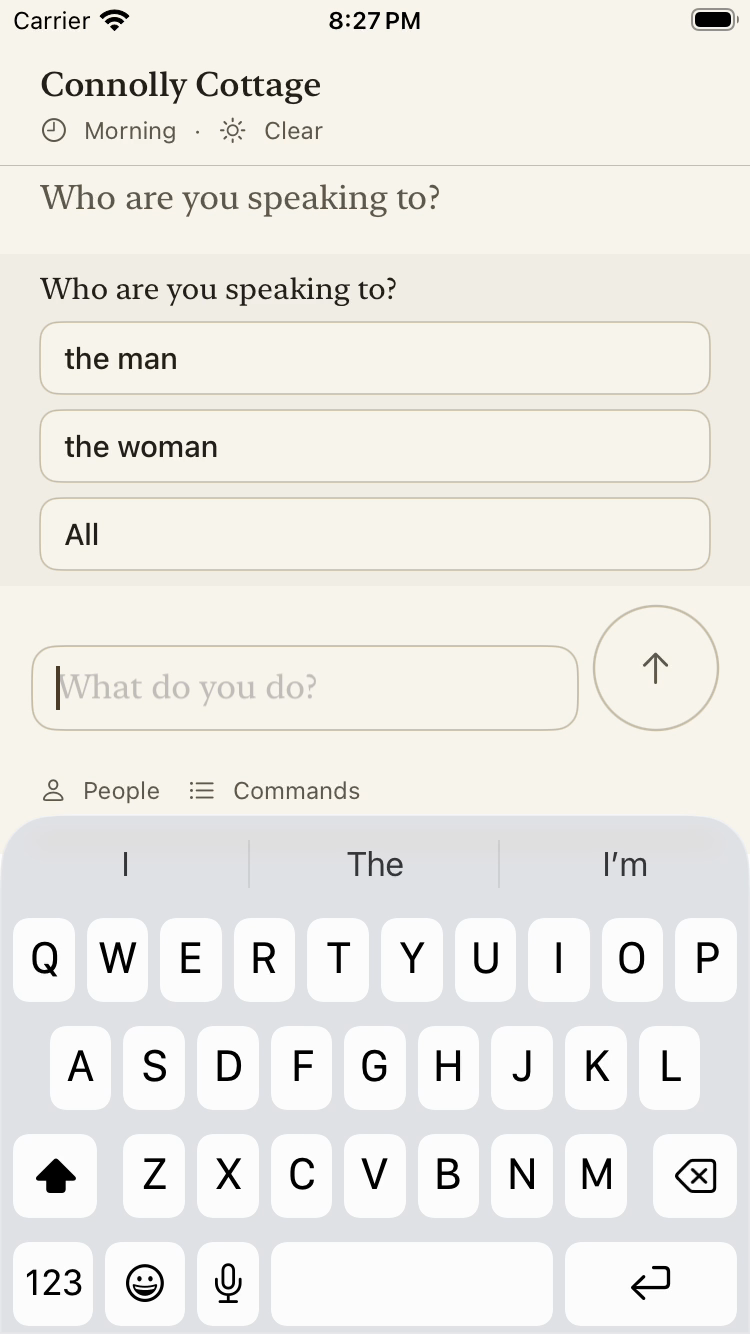 Carrier 8:27 PM
Connolly Cottage
Morning · Clear
Who are you speaking to?
Who are you speaking to?
the man
the woman
All
What do you do?
People Commands
I The I’m
Q W E R T Y U I O P
A S D F G H J K L
Z X C V B N M
123